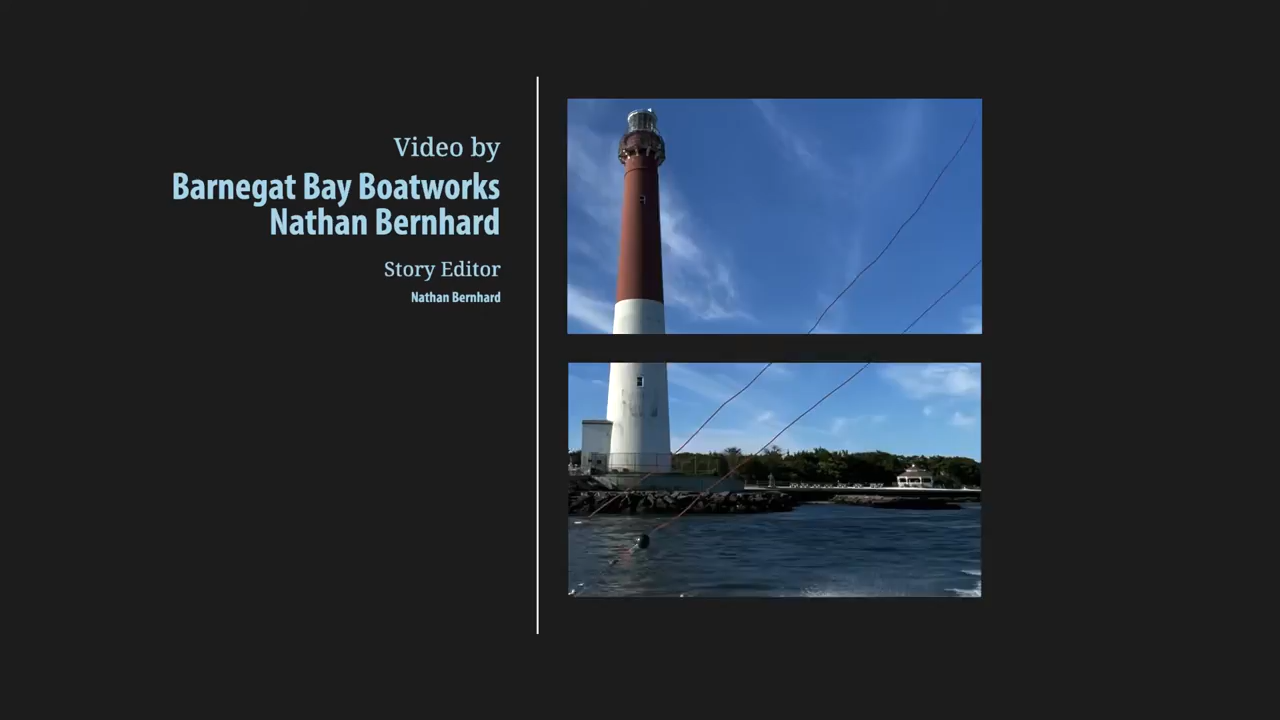 Video by
Barnegat Bay Boatworks
Nathan Bernhard
Story Editor
Nathan Bernhard